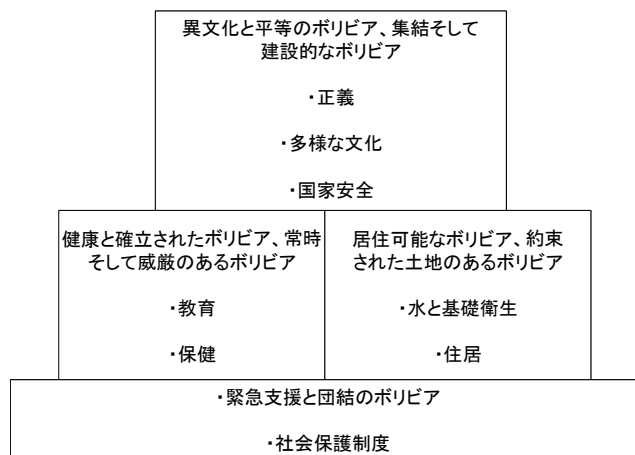 異文化と平等のボリビア、集結そして
建設的なボリビア
・正義
・多様な文化
・国家安全
健康と確立されたボリビア、常時
そして威厳のあるボリビア
・教育
・保健
居住可能なボリビア、約束
された土地のあるボリビア
・水と基礎衛生
・住居
・緊急支援と団結のボリビア
・社会保護制度